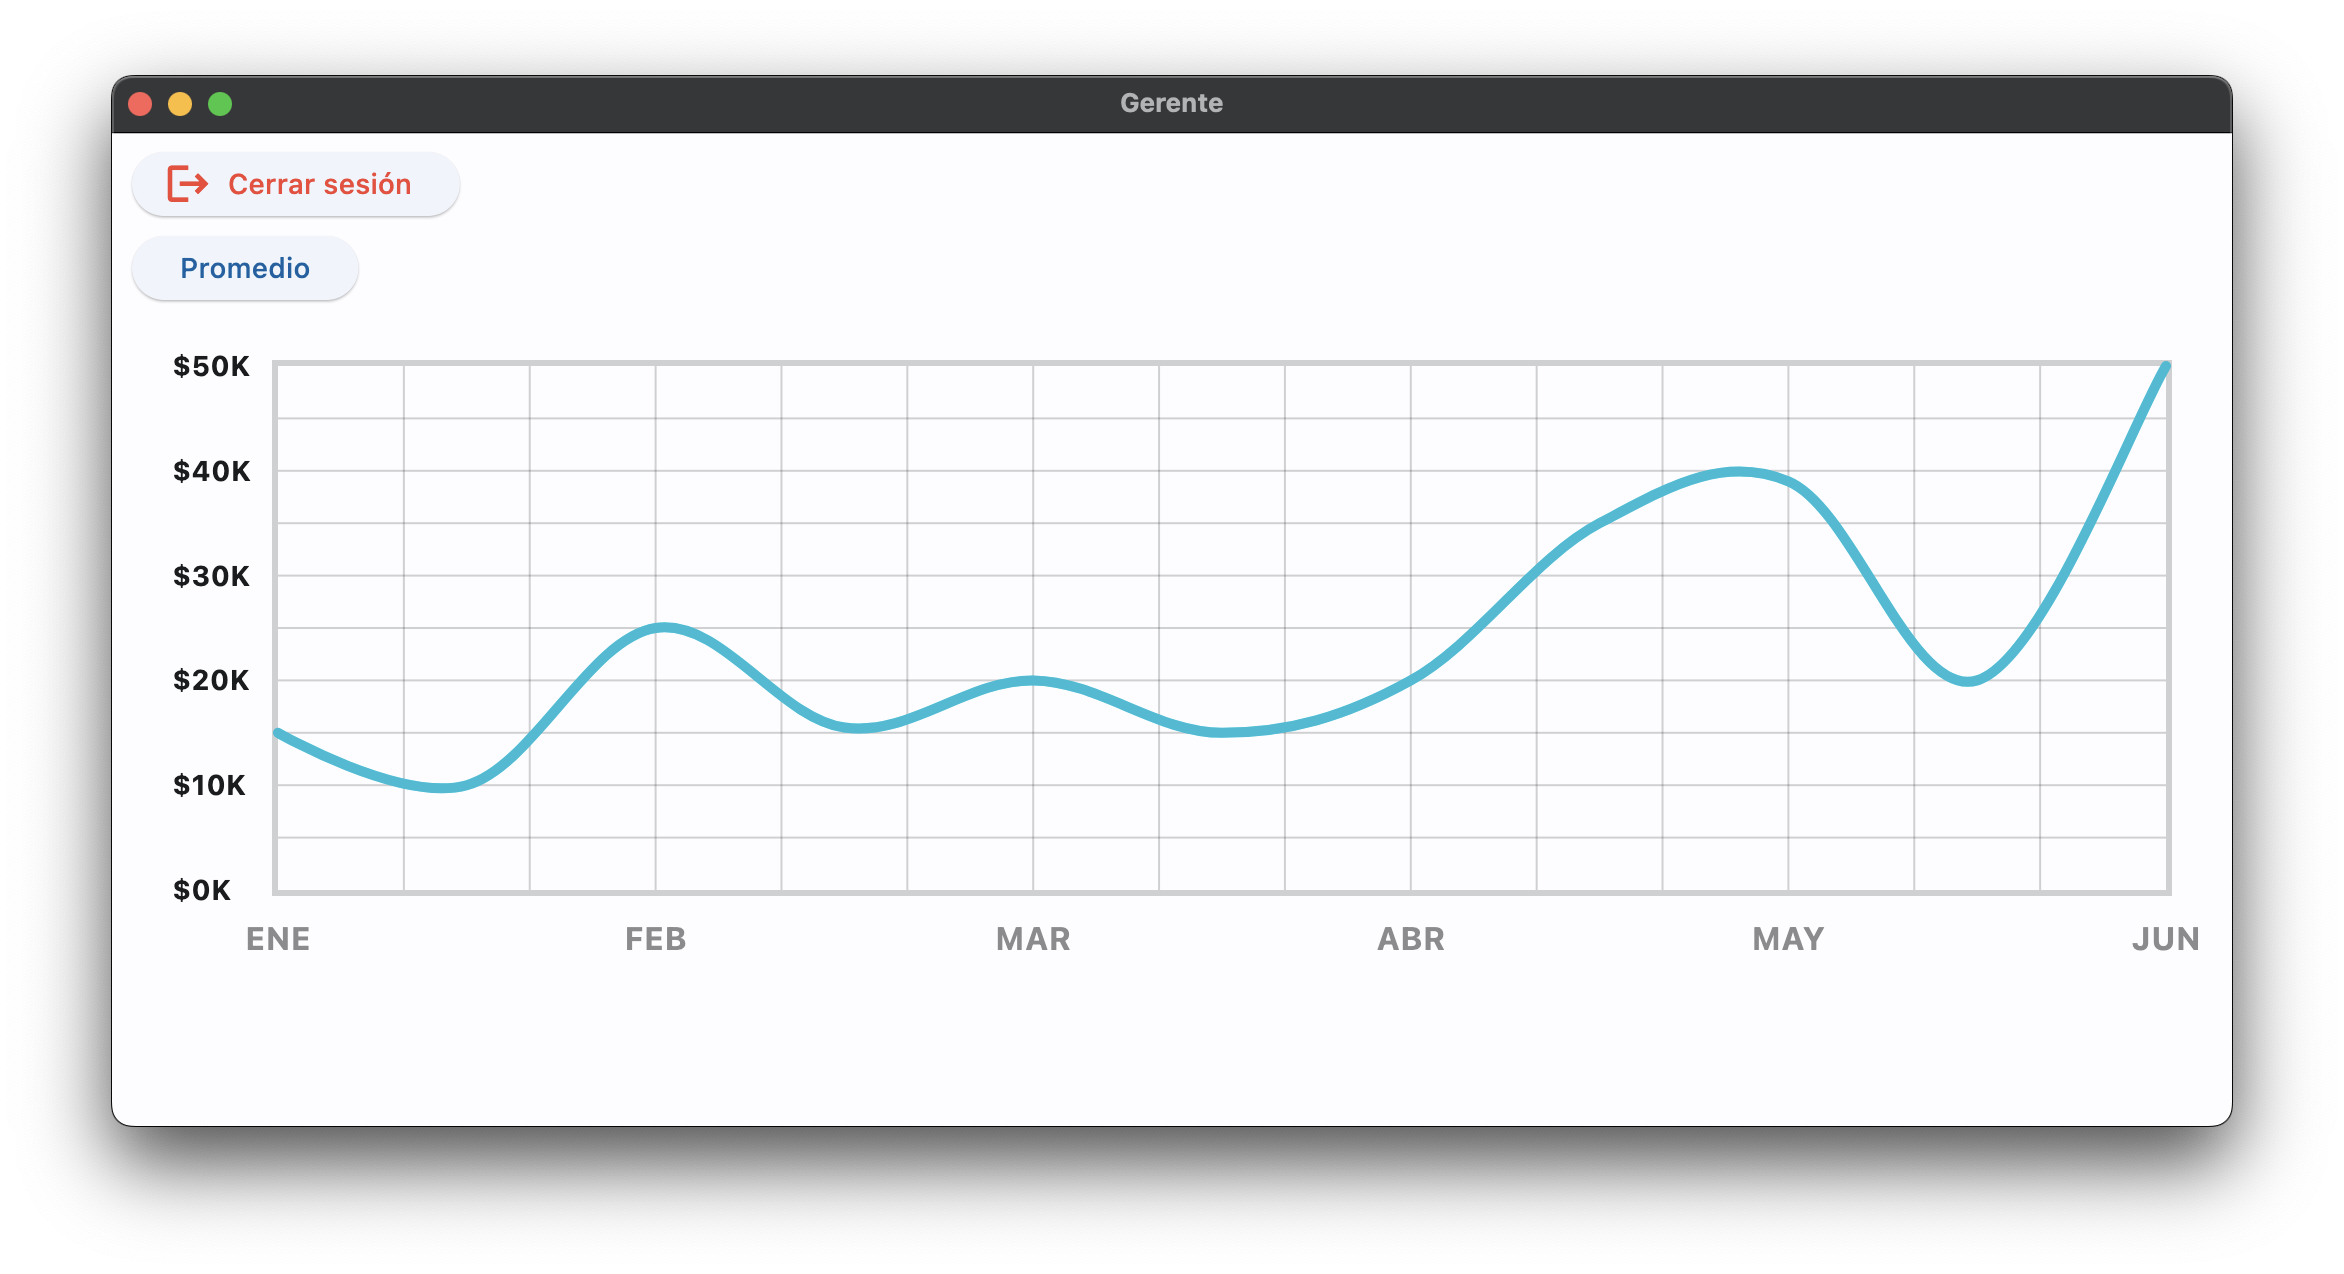 Gerente
Cerrar sesión
Promedio
$50K
$40K
$30K
$20K
$10K
$0K
ENE FEB MAR ABR MAY JUN